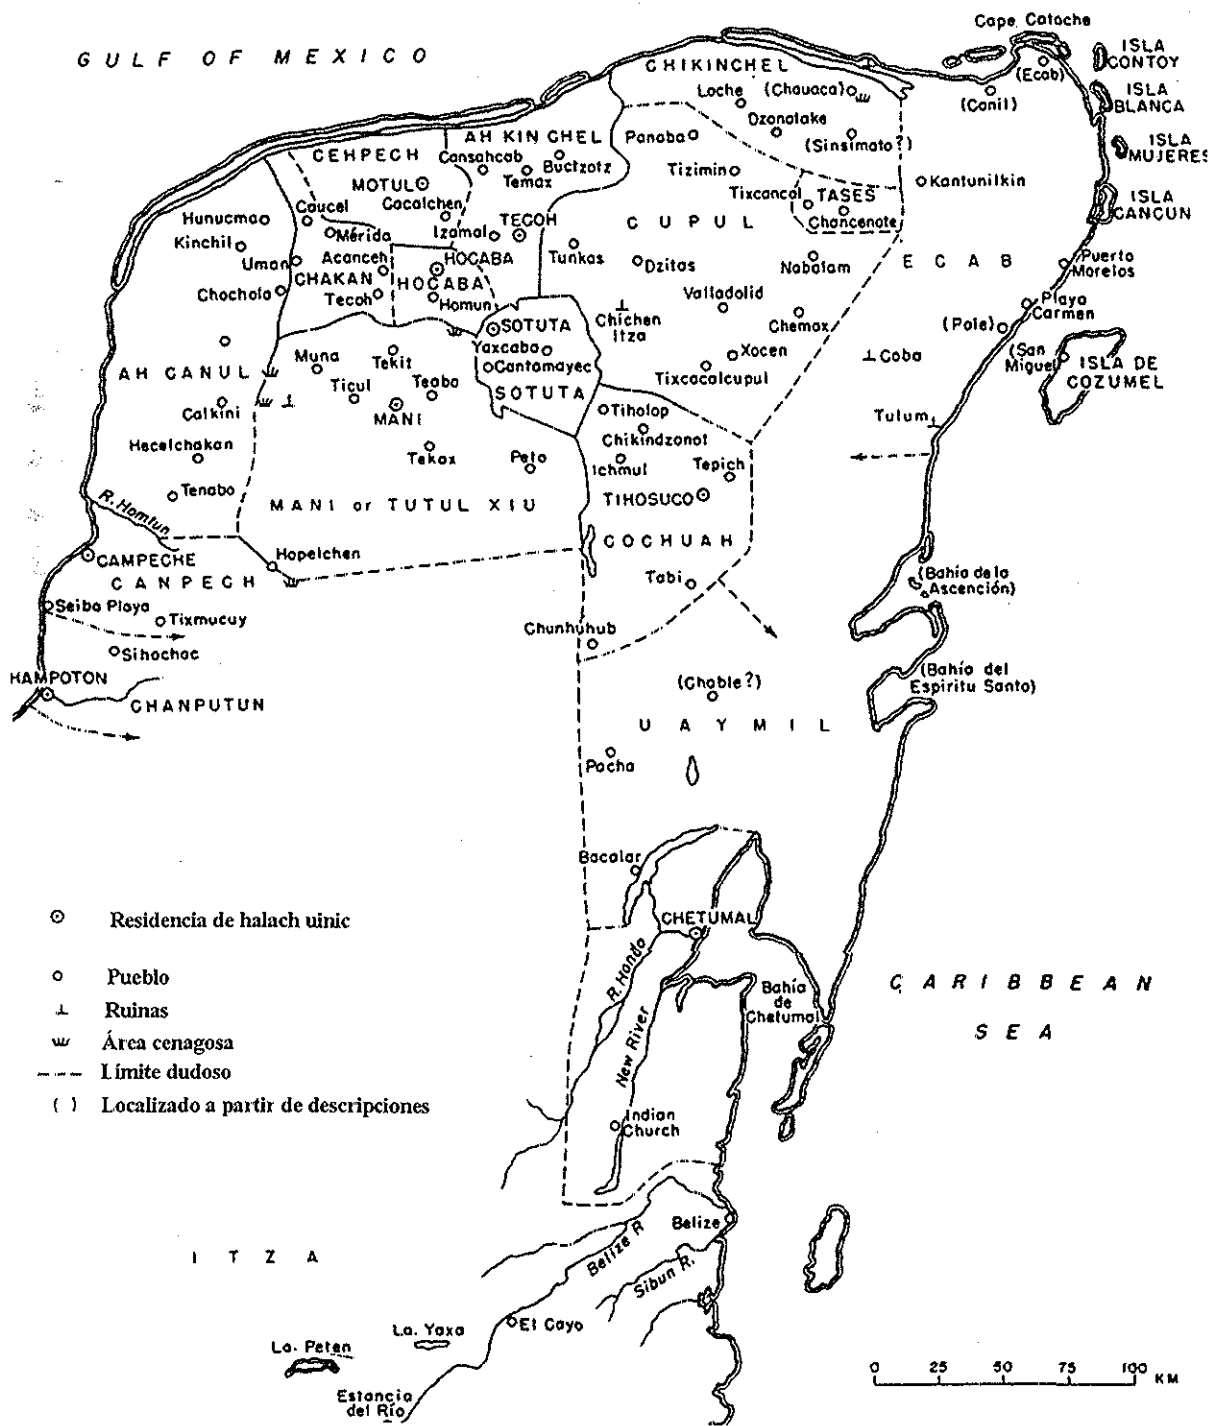 GULF OF MEXICO
Cape Catoche
ISLA
CONTOY
(Ecab)
ISLA
BLANCA
(Conil)
CHIKINCHEL
Loche
(Chauaca)
Dzonotake
(Sinsimato?)
Panaba
ISLA
MUJERES
AH KIN CHEL
Cansahcab
Buctzotz
Temax
CEHPECH
MOTUL
Cacalchen
Tizimin
Kantunilkin
Tixcancal
TASES
Chancenote
ISLA
CANCUN
Hunucma
Caucel
Mérida
Izamal
TECOH
CUPUL
Kinchil
Uman
Acanceh
HOCABA
Tunkas
Dzitas
Nabalam
ECAB
Puerto
Morelos
CHAKAN
HOCABA
Chochola
Tecoh
Homun
Valladolid
Playa
Carmen
Chichen
Itza
Chemax
(Pole)
SOTUTA
Yaxcaba
Cantamayec
Xocen
Coba
(San
Miguel)
ISLA DE
COZUMEL
Muna
Tekit
AH CANUL
Ticul
Teaba
SOTUTA
Tixcacalcupul
Calkini
MANI
Tiholop
Tulum
Chikindzonot
Hecelchakan
Tekax
Peto
Ichmul
Tepich
Tenabo
R. Homtun
MANI or TUTUL XIU
TIHOSUCO
CAMPECHE
Hopelchen
COCHUAH
CANPECH
Tabi
(Bahía de la
Ascención)
Seiba Playa
Tixmucuy
Sihochac
Chunhuhub
HAMPOTON
CHANPUTUN
(Chable?)
(Bahía del
Espiritu Santo)
UAYMIL
Pacha
Bacalar
CHETUMAL
Residencia de halach uinic
Pueblo
Ruinas
Área cenagosa
Límite dudoso
( ) Localizado a partir de descripciones
R. Hondo
New River
Bahía
de
Chetumal
CARIBBEAN
SEA
Indian
Church
ITZA
Belize
Belize R.
Sibun R.
El Cayo
La. Yaxa
La. Peten
Estancia
del Río
0 25 50 75 100 KM